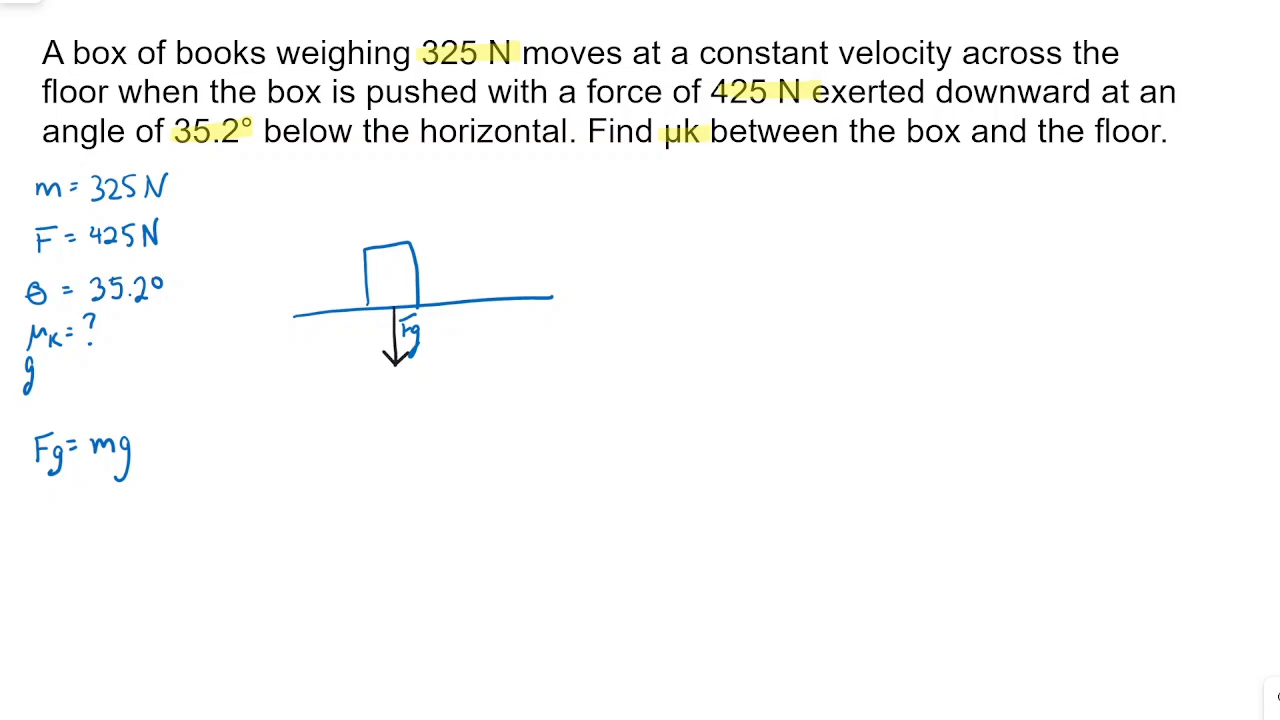 A box of books weighing 325 N moves at a constant velocity across the
floor when the box is pushed with a force of 425 N exerted downward at an
angle of 35.2° below the horizontal. Find μk between the box and the floor.
m = 325 N
F = 425 N
θ = 35.2°
μK = ?
g
Fg
Fg = mg